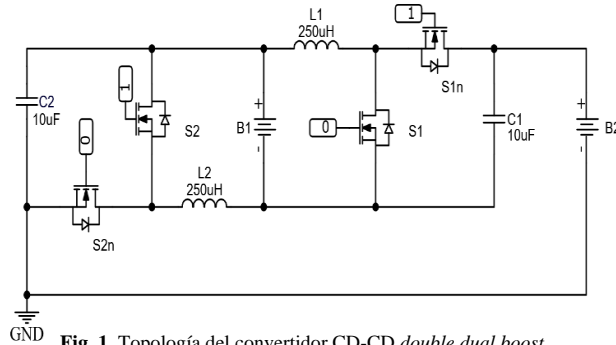 L1
250uH
1
S1n
C2
10uF
1
S2
B1
+
-
0
S1
C1
10uF
+
B2
-
0
L2
250uH
S2n
GND
Fig. 1. Topología del convertidor CD-CD double dual boost